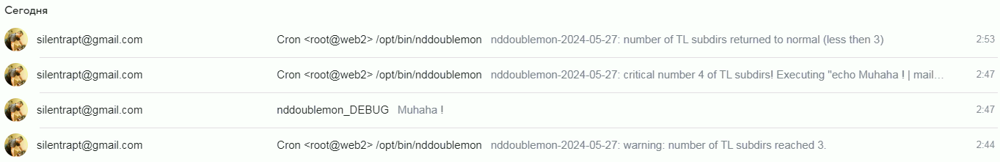 Сегодня
silentrapt@gmail.com Cron <root@web2> /opt/bin/nddoublemon nddoublemon-2024-05-27: number of TL subdirs returned to normal (less then 3) 2:53
silentrapt@gmail.com Cron <root@web2> /opt/bin/nddoublemon nddoublemon-2024-05-27: critical number 4 of TL subdirs! Executing "echo Muhaha ! | mail... 2:47
silentrapt@gmail.com nddoublemon_DEBUG Muhaha ! 2:47
silentrapt@gmail.com Cron <root@web2> /opt/bin/nddoublemon nddoublemon-2024-05-27: warning: number of TL subdirs reached 3. 2:44